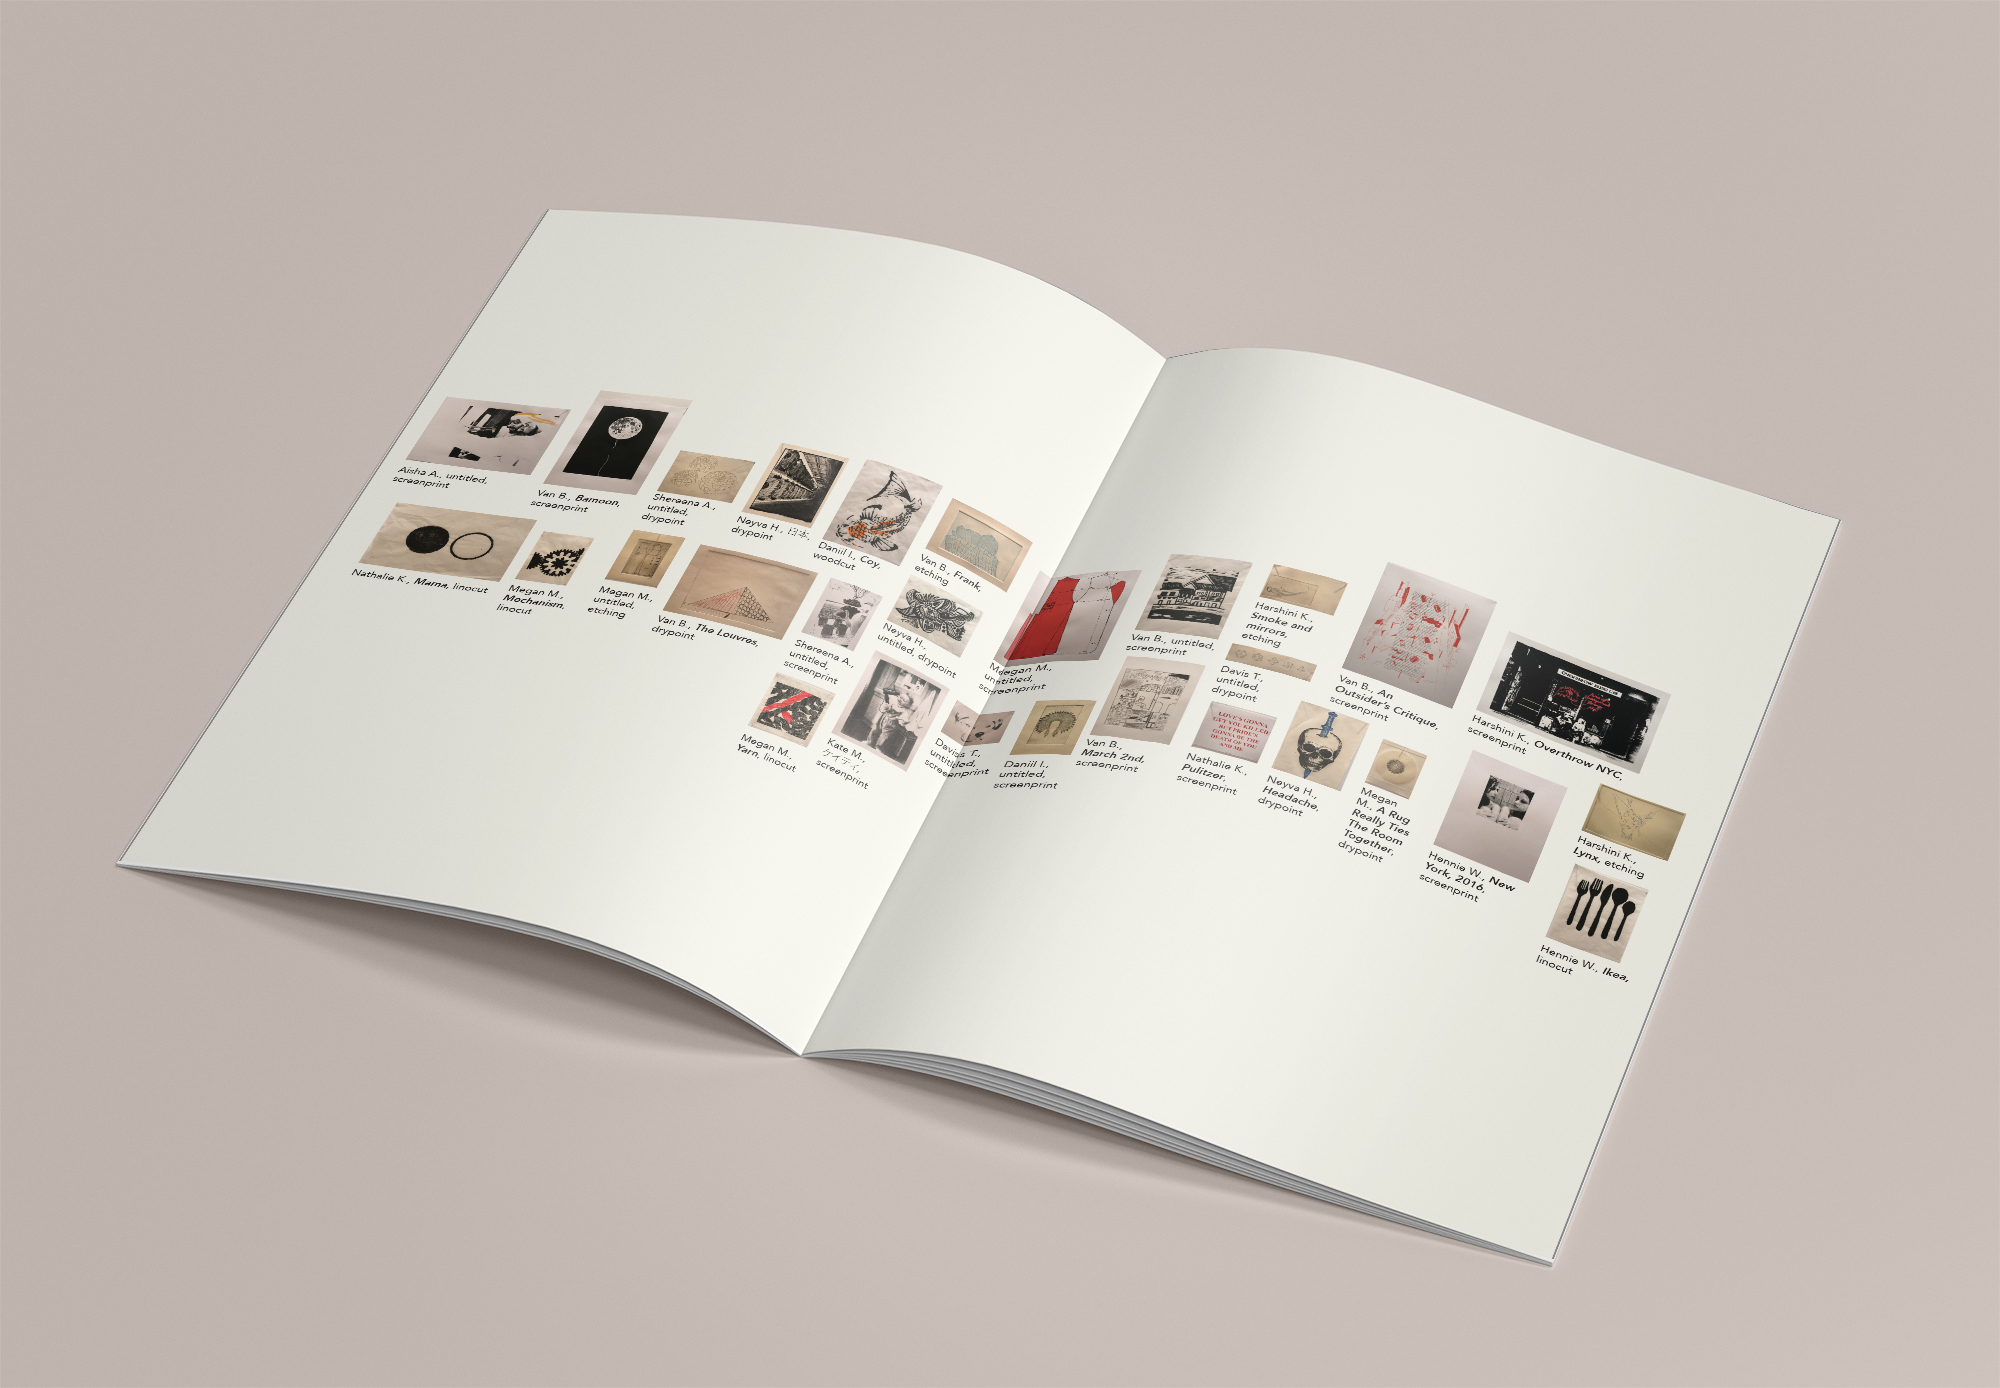 Aisha A., untitled,
screenprint
Van B., Bamoon,
screenprint
Shereena A.,
untitled,
drypoint
Neyva H., 日本,
drypoint
Daniil I., Coy,
woodcut
Van B., Frank,
etching
Nathalie K., Mama, linocut
Megan M.,
Mechanism,
linocut
Megan M.,
untitled,
etching
Van B., The Louvres,
drypoint
Shereena A.,
untitled,
screenprint
Neyva H.,
untitled, drypoint
Megan M.,
Yarn, linocut
Kate M.,
ケイティ,
screenprint
Davis T.,
untitled,
screenprint
Megan M.,
untitled,
screenprint
Daniil I.,
untitled,
screenprint
Van B., untitled,
screenprint
Van B.,
March 2nd,
screenprint
Harshini K.,
Smoke and
mirrors,
etching
Davis T.,
untitled,
drypoint
LOVE'S GONNA
GET YOU KILLED
BUT PRIDE'S
GONNA BE THE
DEATH OF YOU
AND ME
Nathalie K.,
Pulitzer,
screenprint
Neyva H.,
Headache,
drypoint
Van B., An
Outsider's Critique,
screenprint
Megan
M., A Rug
Really Ties
The Room
Together,
drypoint
Harshini K., Overthrow NYC,
screenprint
Hennie W., New
York, 2016,
screenprint
Harshini K.,
Lynx, etching
Hennie W., Ikea,
linocut